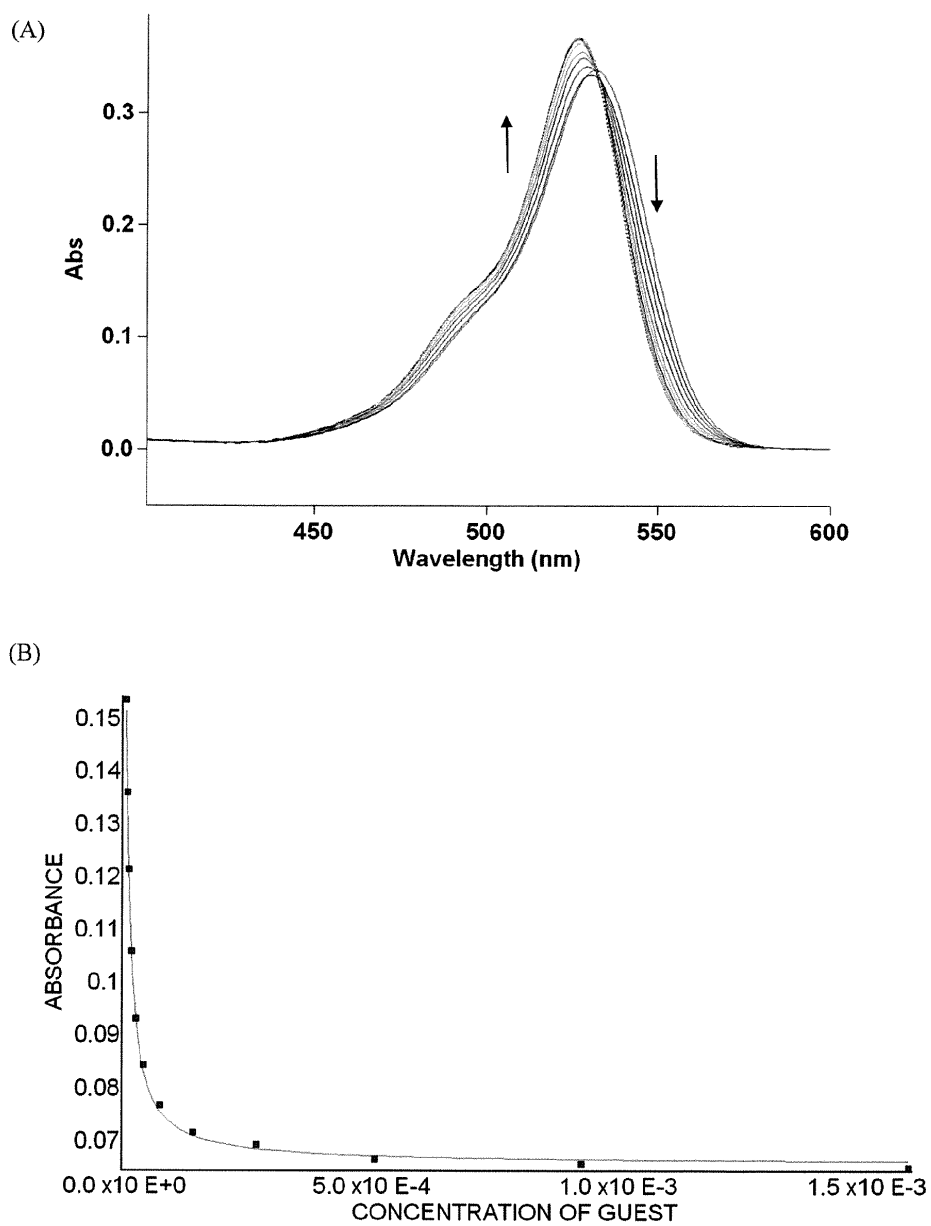 (A)
0.3
0.2
0.1
0.0
Abs
450 500 550 600
Wavelength (nm)
(B)
0.15
0.14
0.13
0.12
0.11
0.1
0.09
0.08
0.07
ABSORBANCE
0.0 x10 E+0 5.0 x10 E-4 1.0 x10 E-3 1.5 x10 E-3
CONCENTRATION OF GUEST